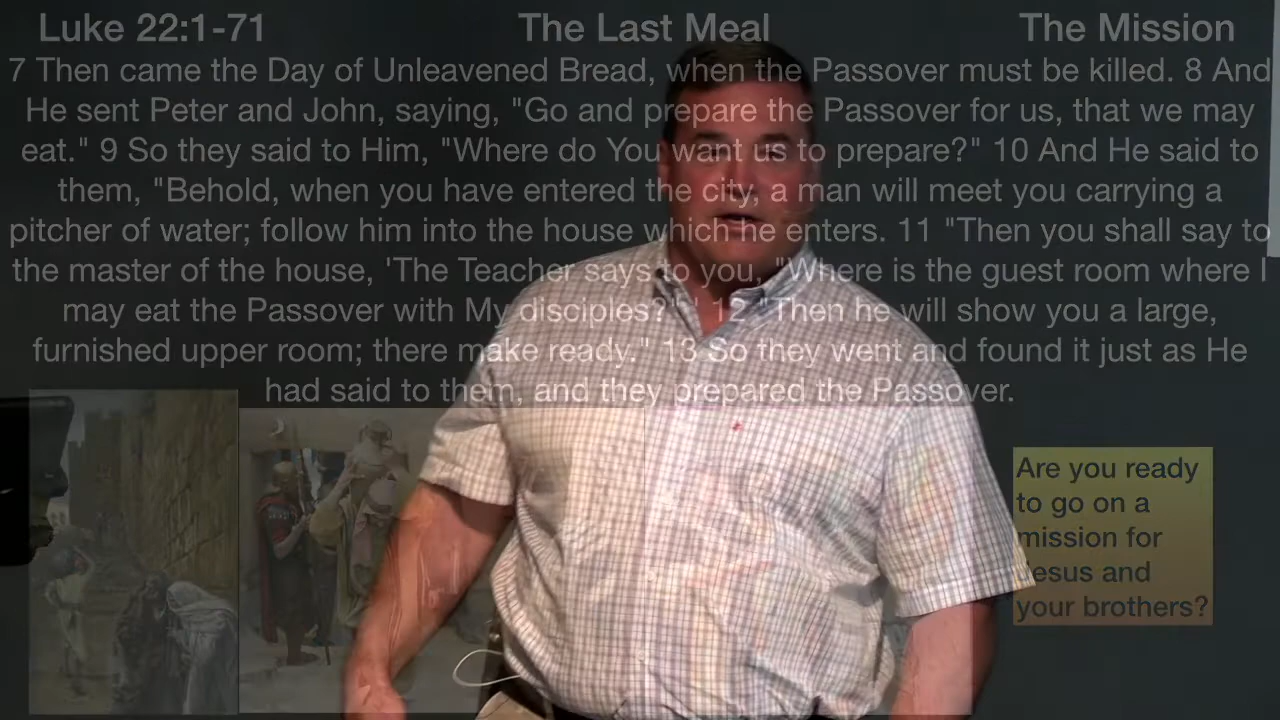 Luke 22:1-71 The Last Meal The Mission
7 Then came the Day of Unleavened Bread, when the Passover must be killed. 8 And
He sent Peter and John, saying, "Go and prepare the Passover for us, that we may
eat." 9 So they said to Him, "Where do You want us to prepare?" 10 And He said to
them, "Behold, when you have entered the city, a man will meet you carrying a
pitcher of water; follow him into the house which he enters. 11 "Then you shall say to
the master of the house, 'The Teacher says to you, "Where is the guest room where I
may eat the Passover with My disciples?"' 12 "Then he will show you a large,
furnished upper room; there make ready." 13 So they went and found it just as He
had said to them, and they prepared the Passover.
Are you ready
to go on a
mission for
Jesus and
your brothers?